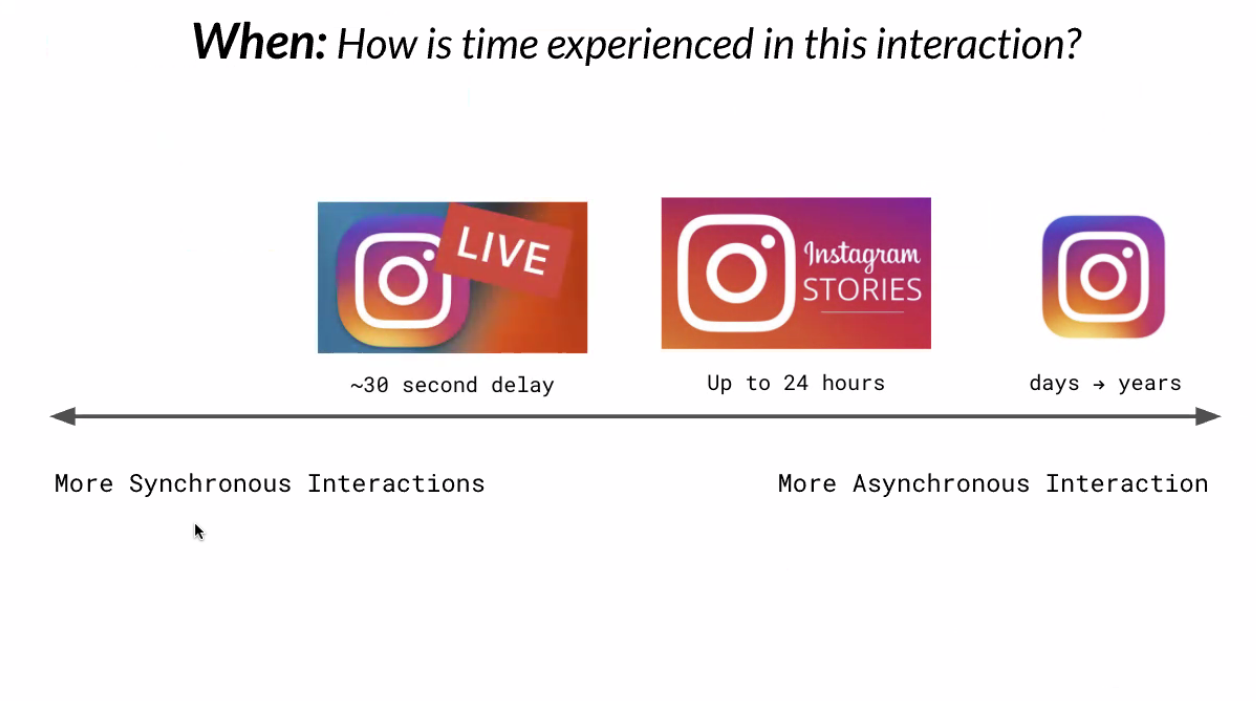 When: How is time experienced in this interaction?
LIVE
Instagram
STORIES
~30 second delay
Up to 24 hours
days → years
More Synchronous Interactions
More Asynchronous Interaction